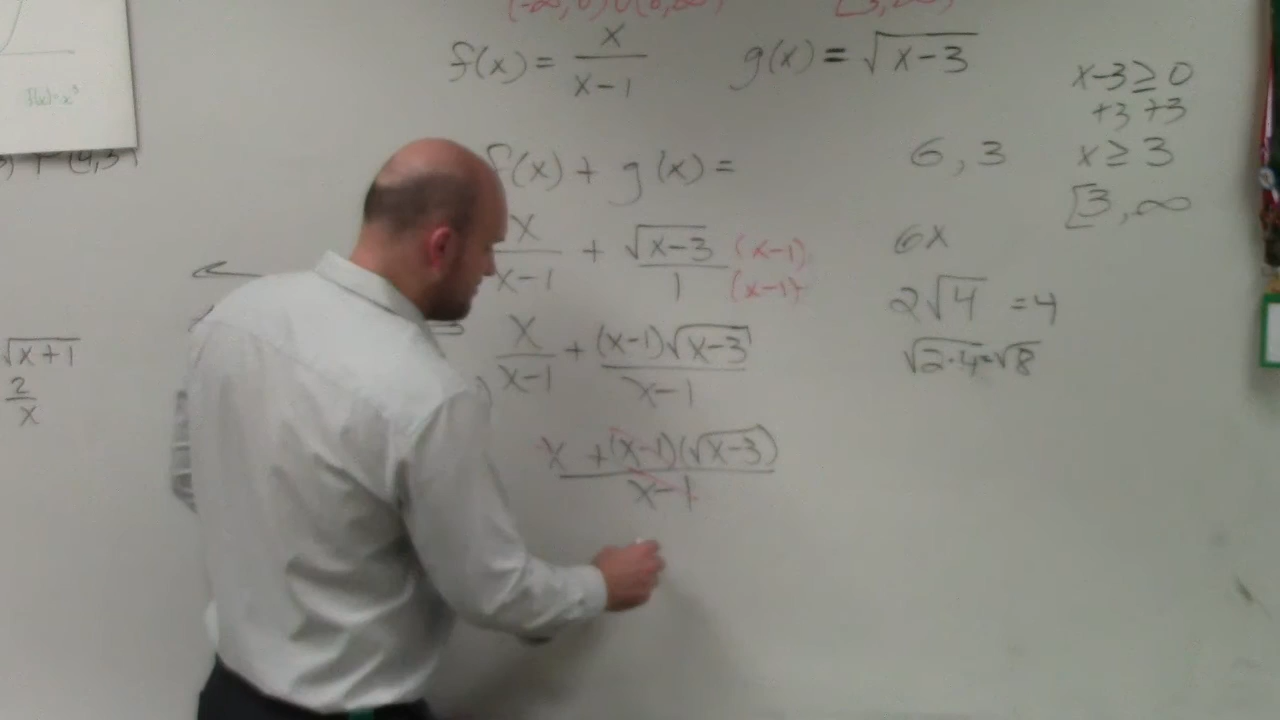 f(x) = x/(x-1)    g(x) = √(x-3)
f(x) + g(x) =
x/(x-1) + √(x-3)/1 (x-1)/(x-1)
x/(x-1) + (x-1)√(x-3)/(x-1)
(x + (x-1)(√(x-3)))/(x-1)
6, 3
6x
2√4 = 4
√2·4 = √8
x-3 ≥ 0
+3 +3
x ≥ 3
[3, ∞
√(x+1)
2/x